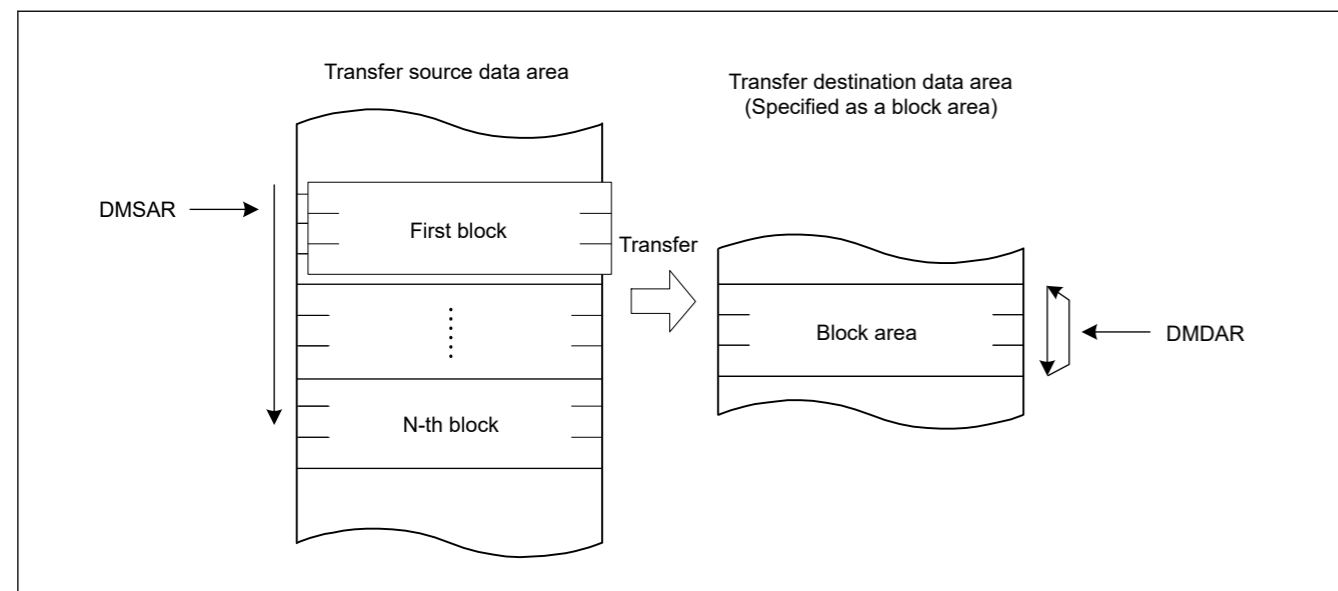 Transfer source data area
Transfer destination data area
(Specified as a block area)
DMSAR
First block
Transfer
Block area
DMDAR
N-th block